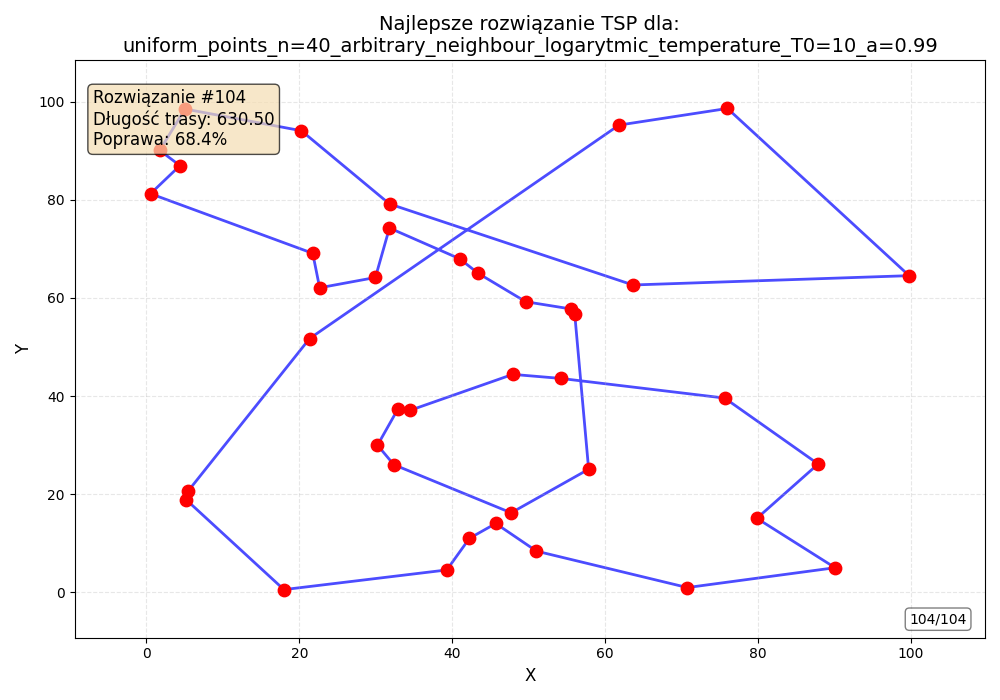 Najlepsze rozwiązanie TSP dla:
uniform_points_n=40_arbitrary_neighbour_logarytmic_temperature_T0=10_a=0.99
Rozwiązanie #104
Długość trasy: 630.50
Poprawa: 68.4%
100
80
60
40
20
0
Y
0 20 40 60 80 100
X
104/104